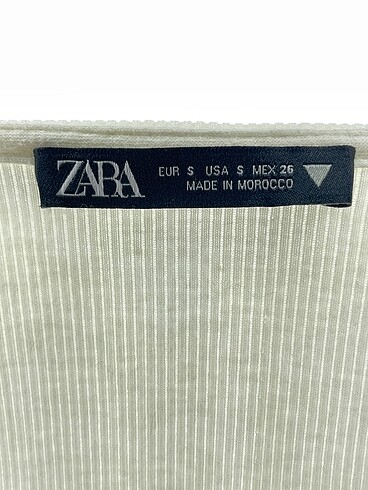 ZARA
EUR S USA S MEX 26
MADE IN MOROCCO